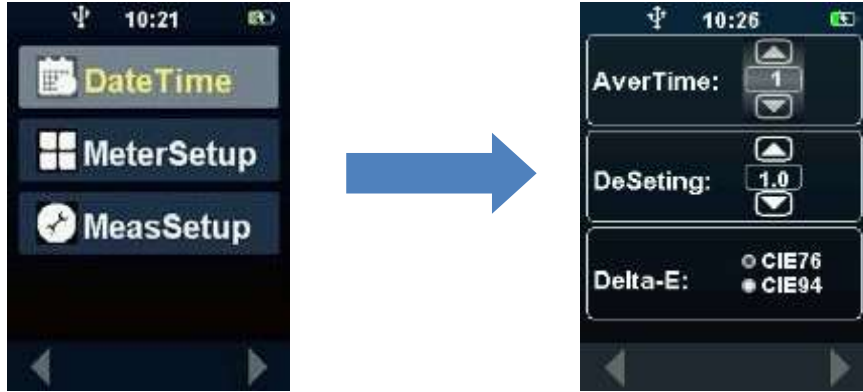 10:21
DateTime
MeterSetup
MeasSetup
10:26
AverTime: 1
DeSeting: 1.0
Delta-E: CIE76
CIE94